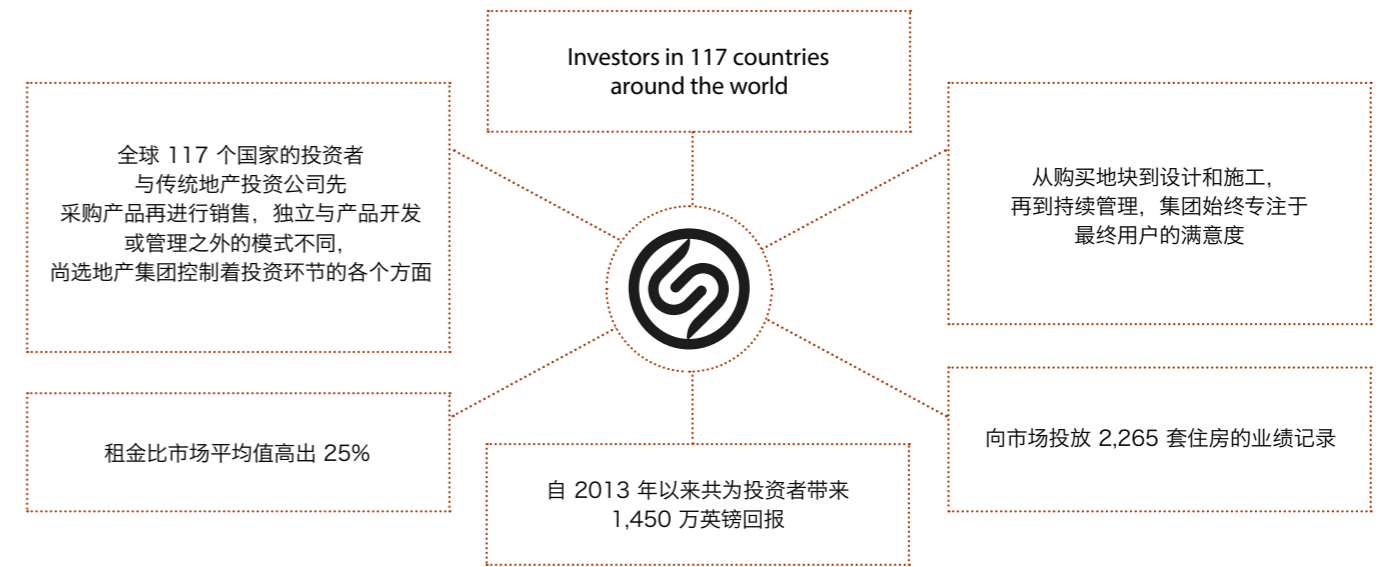 Investors in 117 countries
around the world
全球 117 个国家的投资者
与传统地产投资公司先
采购产品再进行销售，独立与产品开发
或管理之外的模式不同，
尚选地产集团控制着投资环节的各个方面
从购买地块到设计和施工，
再到持续管理，集团始终专注于
最终用户的满意度
租金比市场平均值高出 25%
自 2013 年以来共为投资者带来
1,450 万英镑回报
向市场投放 2,265 套住房的业绩记录